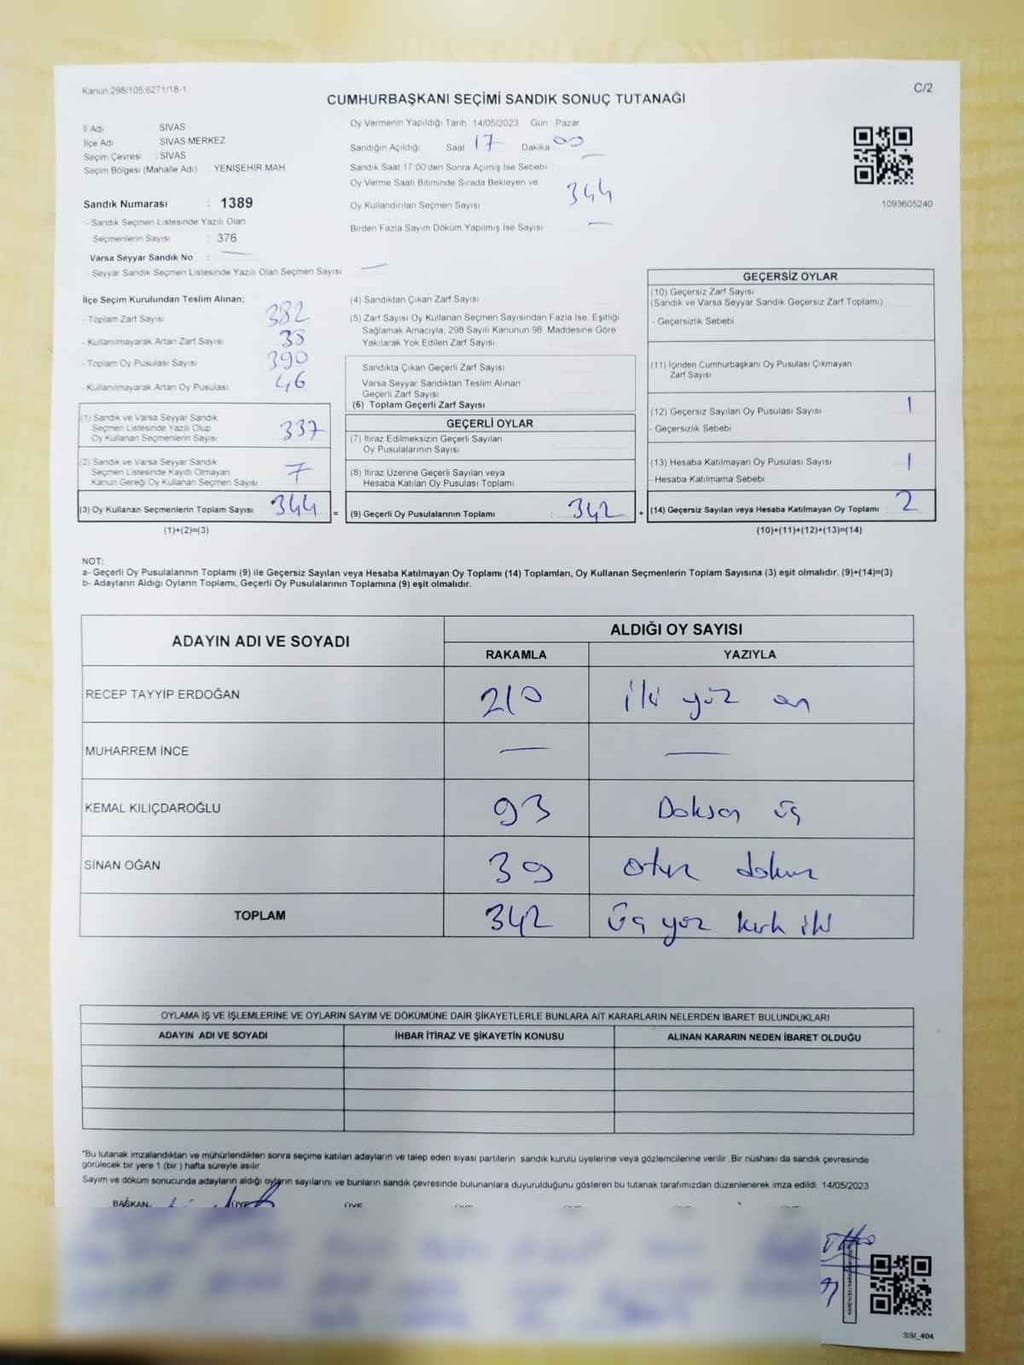 Kanun:298/105;6271/18-1
C/2
CUMHURBAŞKANI SEÇİMİ SANDIK SONUÇ TUTANAĞI
İl Adı SİVAS
İlçe Adı SİVAS MERKEZ
Seçim Çevresi : SİVAS
Seçim Bölgesi (Mahalle Adı) YENİŞEHİR MAH
Sandık Numarası : 1389
- Sandık Seçmen Listesinde Yazılı Olan
Seçmenlerin Sayısı : 376
Varsa Seyyar Sandık No : —
- Seyyar Sandık Seçmen Listesinde Yazılı Olan Seçmen Sayısı —
Oy Vermenin Yapıldığı Tarih 14/05/2023 Gün Pazar
Sandığın Açıldığı Saat 17 Dakika 00
Sandık Saat 17:00'den Sonra Açılmış İse Sebebi —
Oy Verme Saati Bitiminde Sırada Bekleyen ve
Oy Kullandırılan Seçmen Sayısı 344
Birden Fazla Sayım Döküm Yapılmış İse Sayısı —
1093605240
İlçe Seçim Kurulundan Teslim Alınan;
- Toplam Zarf Sayısı 382
- Kullanılmayarak Artan Zarf Sayısı 38
- Toplam Oy Pusulası Sayısı 390
- Kullanılmayarak Artan Oy Pusulası 46
(1) Sandık ve Varsa Seyyar Sandık
Seçmen Listesinde Yazılı Olup
Oy Kullanan Seçmenlerin Sayısı 337
(2) Sandık ve Varsa Seyyar Sandık
Seçmen Listesinde Kayıtlı Olmayan
Kanun Gereği Oy Kullanan Seçmen Sayısı 7
(3) Oy Kullanan Seçmenlerin Toplam Sayısı 344
(1)+(2)=(3)
(4) Sandıktan Çıkan Zarf Sayısı
(5) Zarf Sayısı Oy Kullanan Seçmen Sayısından Fazla İse, Eşitliği
Sağlamak Amacıyla, 298 Sayılı Kanunun 98. Maddesine Göre
Yakılarak Yok Edilen Zarf Sayısı
Sandıkta Çıkan Geçerli Zarf Sayısı
Varsa Seyyar Sandıktan Teslim Alınan
Geçerli Zarf Sayısı
(6) Toplam Geçerli Zarf Sayısı
GEÇERLİ OYLAR
(7) İtiraz Edilmeksizin Geçerli Sayılan
Oy Pusulalarının Sayısı
(8) İtiraz Üzerine Geçerli Sayılan veya
Hesaba Katılan Oy Pusulası Toplamı
= (9) Geçerli Oy Pusulalarının Toplamı : 342
GEÇERSİZ OYLAR
(10) Geçersiz Zarf Sayısı
(Sandık ve Varsa Seyyar Sandık Geçersiz Zarf Toplamı)
- Geçersizlik Sebebi
(11) İçinden Cumhurbaşkanı Oy Pusulası Çıkmayan
Zarf Sayısı
(12) Geçersiz Sayılan Oy Pusulası Sayısı 1
- Geçersizlik Sebebi
(13) Hesaba Katılmayan Oy Pusulası Sayısı 1
- Hesaba Katılmama Sebebi
+ (14) Geçersiz Sayılan veya Hesaba Katılmayan Oy Toplamı 2
(10)+(11)+(12)+(13)=(14)
NOT:
a- Geçerli Oy Pusulalarının Toplamı (9) ile Geçersiz Sayılan veya Hesaba Katılmayan Oy Toplamı (14) Toplamları, Oy Kullanan Seçmenlerin Toplam Sayısına (3) eşit olmalıdır. (9)+(14)=(3)
b- Adayların Aldığı Oyların Toplamı, Geçerli Oy Pusulalarının Toplamına (9) eşit olmalıdır.
ADAYIN ADI VE SOYADI
ALDIĞI OY SAYISI
RAKAMLA YAZIYLA
RECEP TAYYİP ERDOĞAN 210 iki yüz on
MUHARREM İNCE — —
KEMAL KILIÇDAROĞLU 93 Doksan üç
SİNAN OĞAN 39 otuz dokuz
TOPLAM 342 Üç yüz kırk iki
OYLAMA İŞ VE İŞLEMLERİNE VE OYLARIN SAYIM VE DÖKÜMÜNE DAİR ŞİKAYETLERLE BUNLARA AİT KARARLARIN NELERDEN İBARET BULUNDUKLARI
ADAYIN ADI VE SOYADI İHBAR İTİRAZ VE ŞİKAYETİN KONUSU ALINAN KARARIN NEDEN İBARET OLDUĞU
*Bu tutanak imzalandıktan ve mühürlendikten sonra seçime katılan adayların ve talep eden siyasi partilerin sandık kurulu üyelerine veya gözlemcilerine verilir. Bir nüshası da sandık çevresinde
görülecek bir yere 1 (bir ) hafta süreyle asılır.
Sayım ve döküm sonucunda adayların aldığı oyların sayılarını ve bunların sandık çevresinde bulunanlara duyurulduğunu gösteren bu tutanak tarafımızdan düzenlenerek imza edildi. 14/05/2023
BAŞKAN ÜYE ÜYE
SSI_404